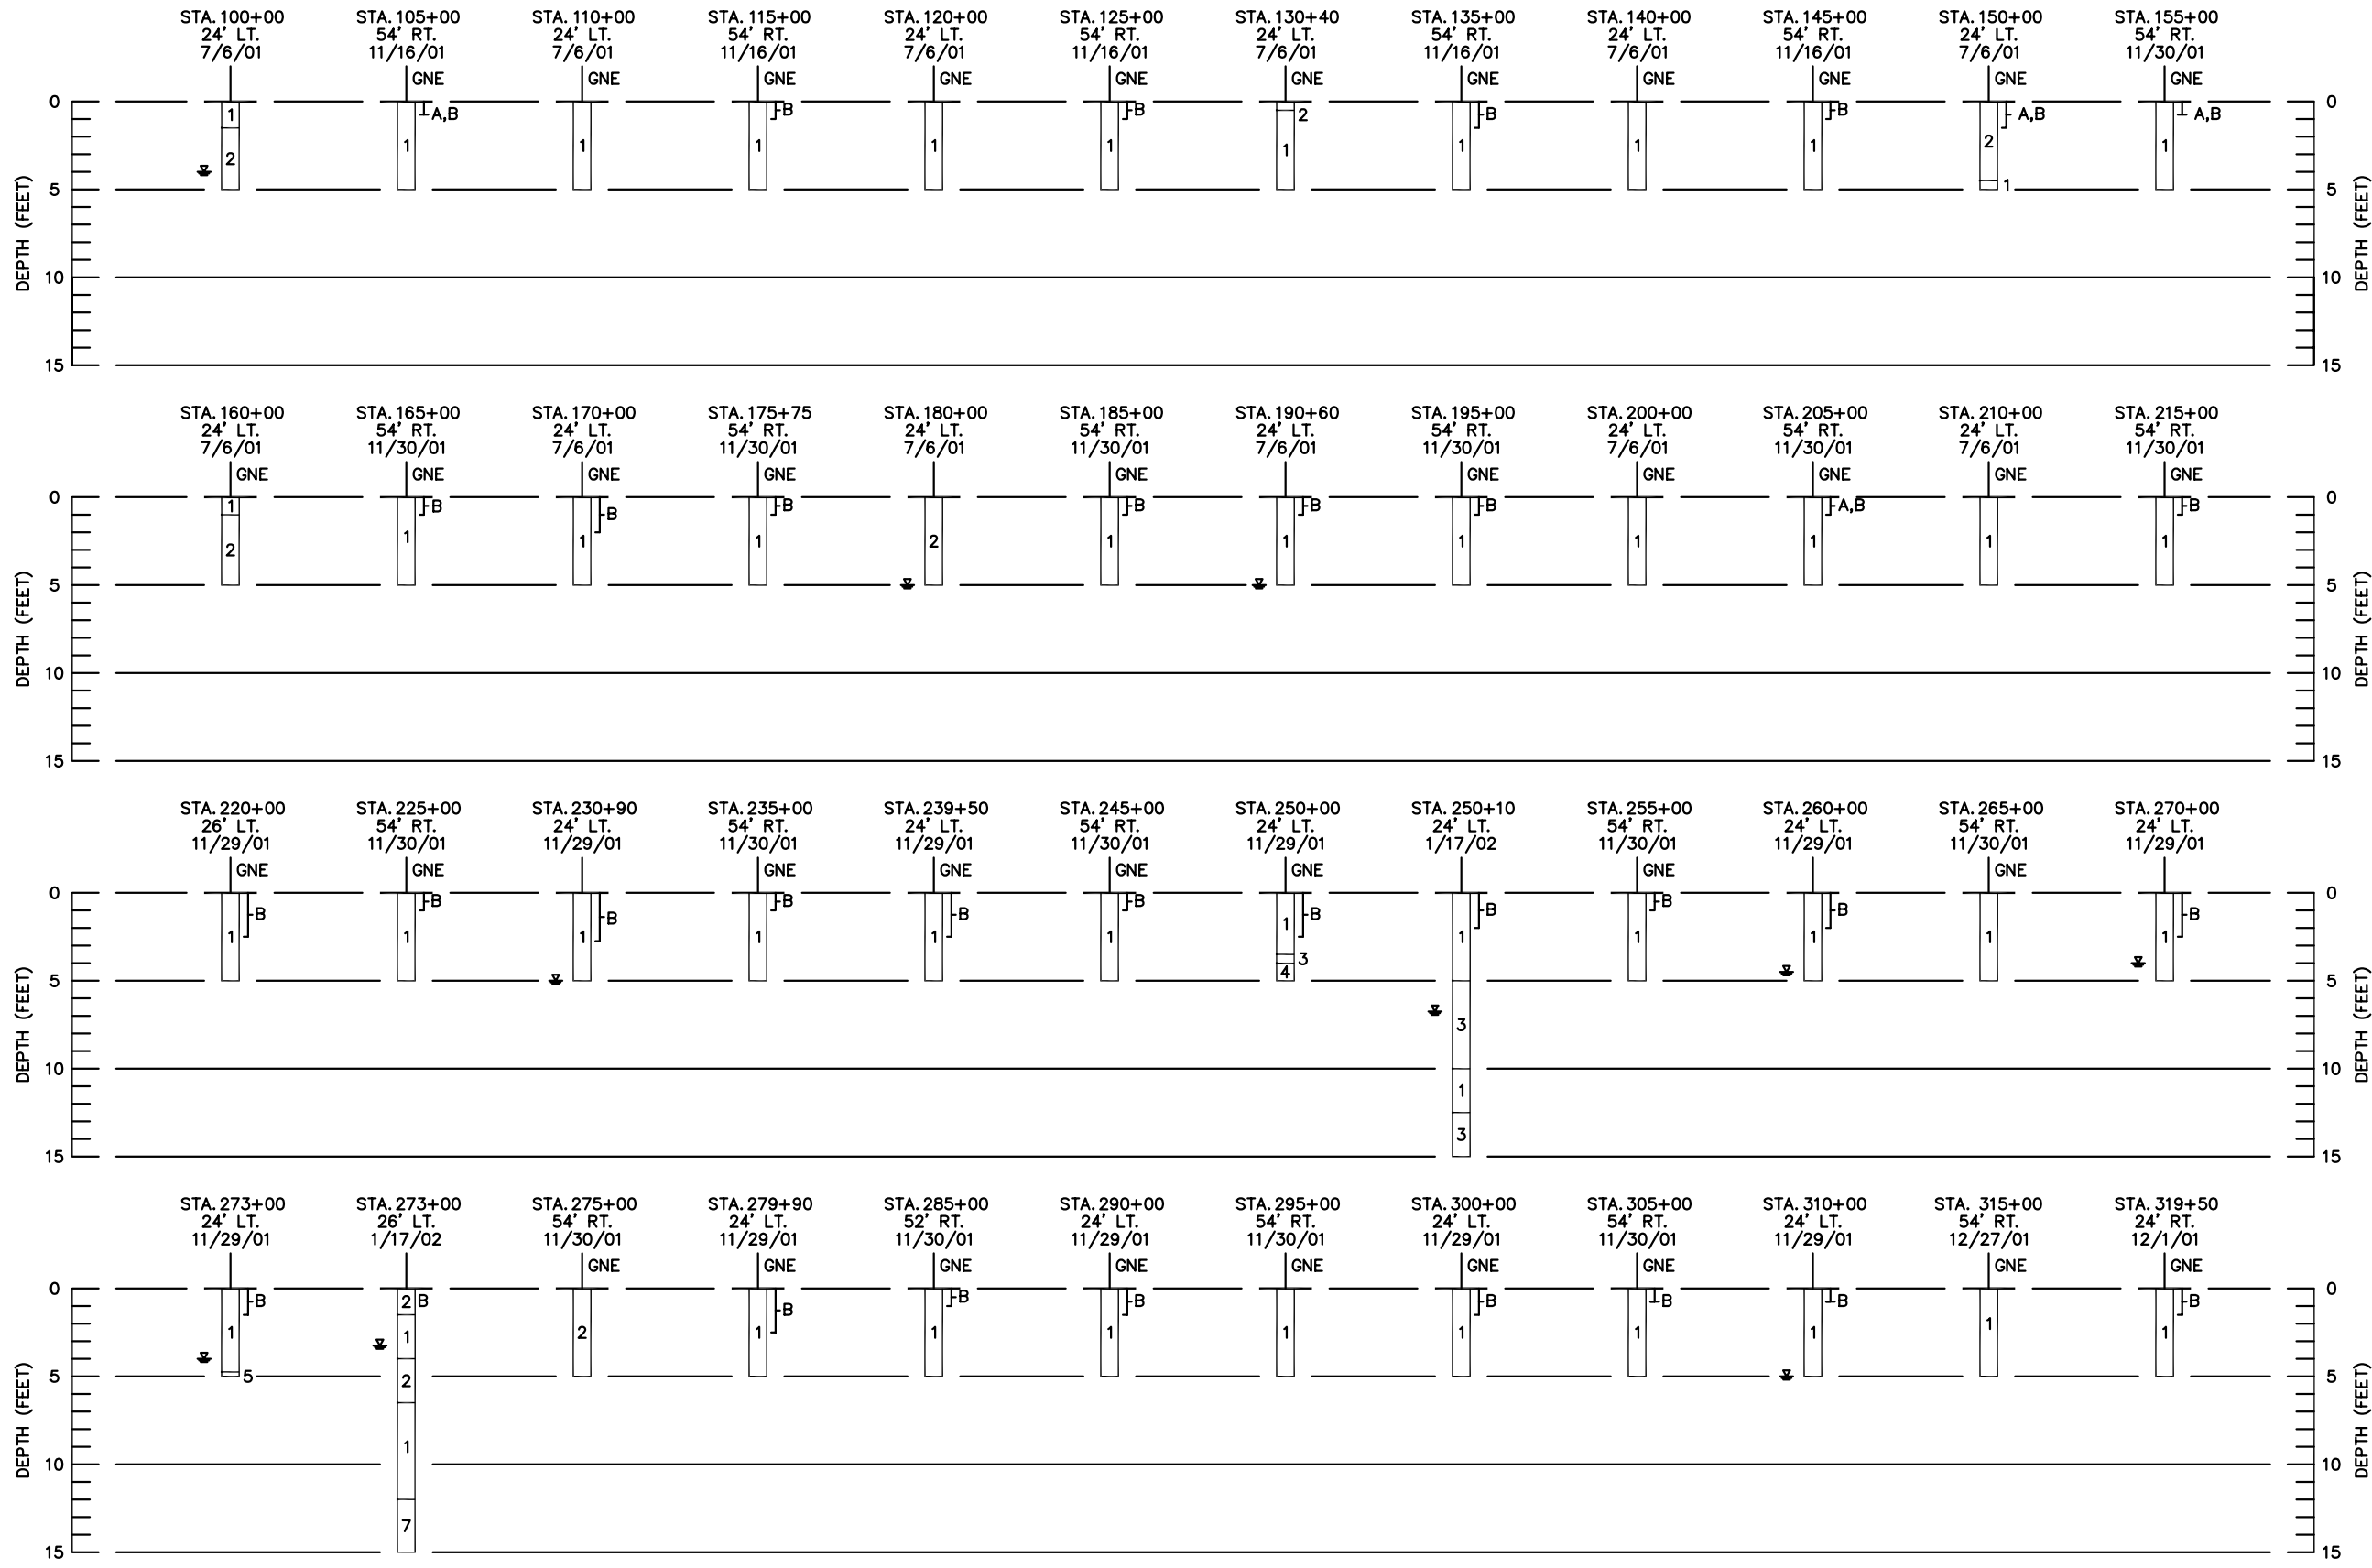 STA.100+00 STA.105+00 STA.110+00 STA.115+00 STA.120+00 STA.125+00 STA.130+40 STA.135+00 STA.140+00 STA.145+00 STA.150+00 STA.155+00
24' LT. 54' RT. 24' LT. 54' RT. 24' LT. 54' RT. 24' LT. 54' RT. 24' LT. 54' RT. 24' LT. 54' RT.
7/6/01 11/16/01 7/6/01 11/16/01 7/6/01 11/16/01 7/6/01 11/16/01 7/6/01 11/16/01 7/6/01 11/30/01
GNE GNE GNE GNE GNE GNE GNE GNE GNE GNE GNE
0 0
1 A,B B B 2 B B A,B A,B
1 1 1 1 1 1 1 1 1 2 1
2
5 1 5
DEPTH (FEET) DEPTH (FEET)
10 10
15 15
STA.160+00 STA.165+00 STA.170+00 STA.175+75 STA.180+00 STA.185+00 STA.190+60 STA.195+00 STA.200+00 STA.205+00 STA.210+00 STA.215+00
24' LT. 54' RT. 24' LT. 54' RT. 24' LT. 54' RT. 24' LT. 54' RT. 24' LT. 54' RT. 24' LT. 54' RT.
7/6/01 11/30/01 7/6/01 11/30/01 7/6/01 11/30/01 7/6/01 11/30/01 7/6/01 11/30/01 7/6/01 11/30/01
GNE GNE GNE GNE GNE GNE GNE GNE GNE GNE
0 0
1 B B B B B B A,B B
2 1 1 1 2 1 1 1 1 1 1 1
5 5
DEPTH (FEET) DEPTH (FEET)
10 10
15 15
STA.220+00 STA.225+00 STA.230+90 STA.235+00 STA.239+50 STA.245+00 STA.250+00 STA.250+10 STA.255+00 STA.260+00 STA.265+00 STA.270+00
26' LT. 54' RT. 24' LT. 54' RT. 24' LT. 54' RT. 24' LT. 24' LT. 54' RT. 24' LT. 54' RT. 24' LT.
11/29/01 11/30/01 11/29/01 11/30/01 11/29/01 11/30/01 11/29/01 1/17/02 11/30/01 11/29/01 11/30/01 11/29/01
GNE GNE GNE GNE GNE GNE GNE GNE
0 0
B B B B B B 1 B B B B B
1 1 1 1 1 1 1 1 1 1 1
3
4
5 5
3
DEPTH (FEET) DEPTH (FEET)
10 10
1
3
15 15
STA.273+00 STA.273+00 STA.275+00 STA.279+90 STA.285+00 STA.290+00 STA.295+00 STA.300+00 STA.305+00 STA.310+00 STA.315+00 STA.319+50
24' LT. 26' LT. 54' RT. 24' LT. 52' RT. 24' LT. 54' RT. 24' LT. 54' RT. 24' LT. 54' RT. 24' RT.
11/29/01 1/17/02 11/30/01 11/29/01 11/30/01 11/29/01 11/30/01 11/29/01 11/30/01 11/29/01 12/27/01 12/1/01
GNE GNE GNE GNE GNE GNE GNE GNE GNE
0 0
B 2 B B B B B B B B
1 1 2 1 1 1 1 1 1 1 1 1
5 5 2 5
DEPTH (FEET) DEPTH (FEET)
1
10 10
7
15 15